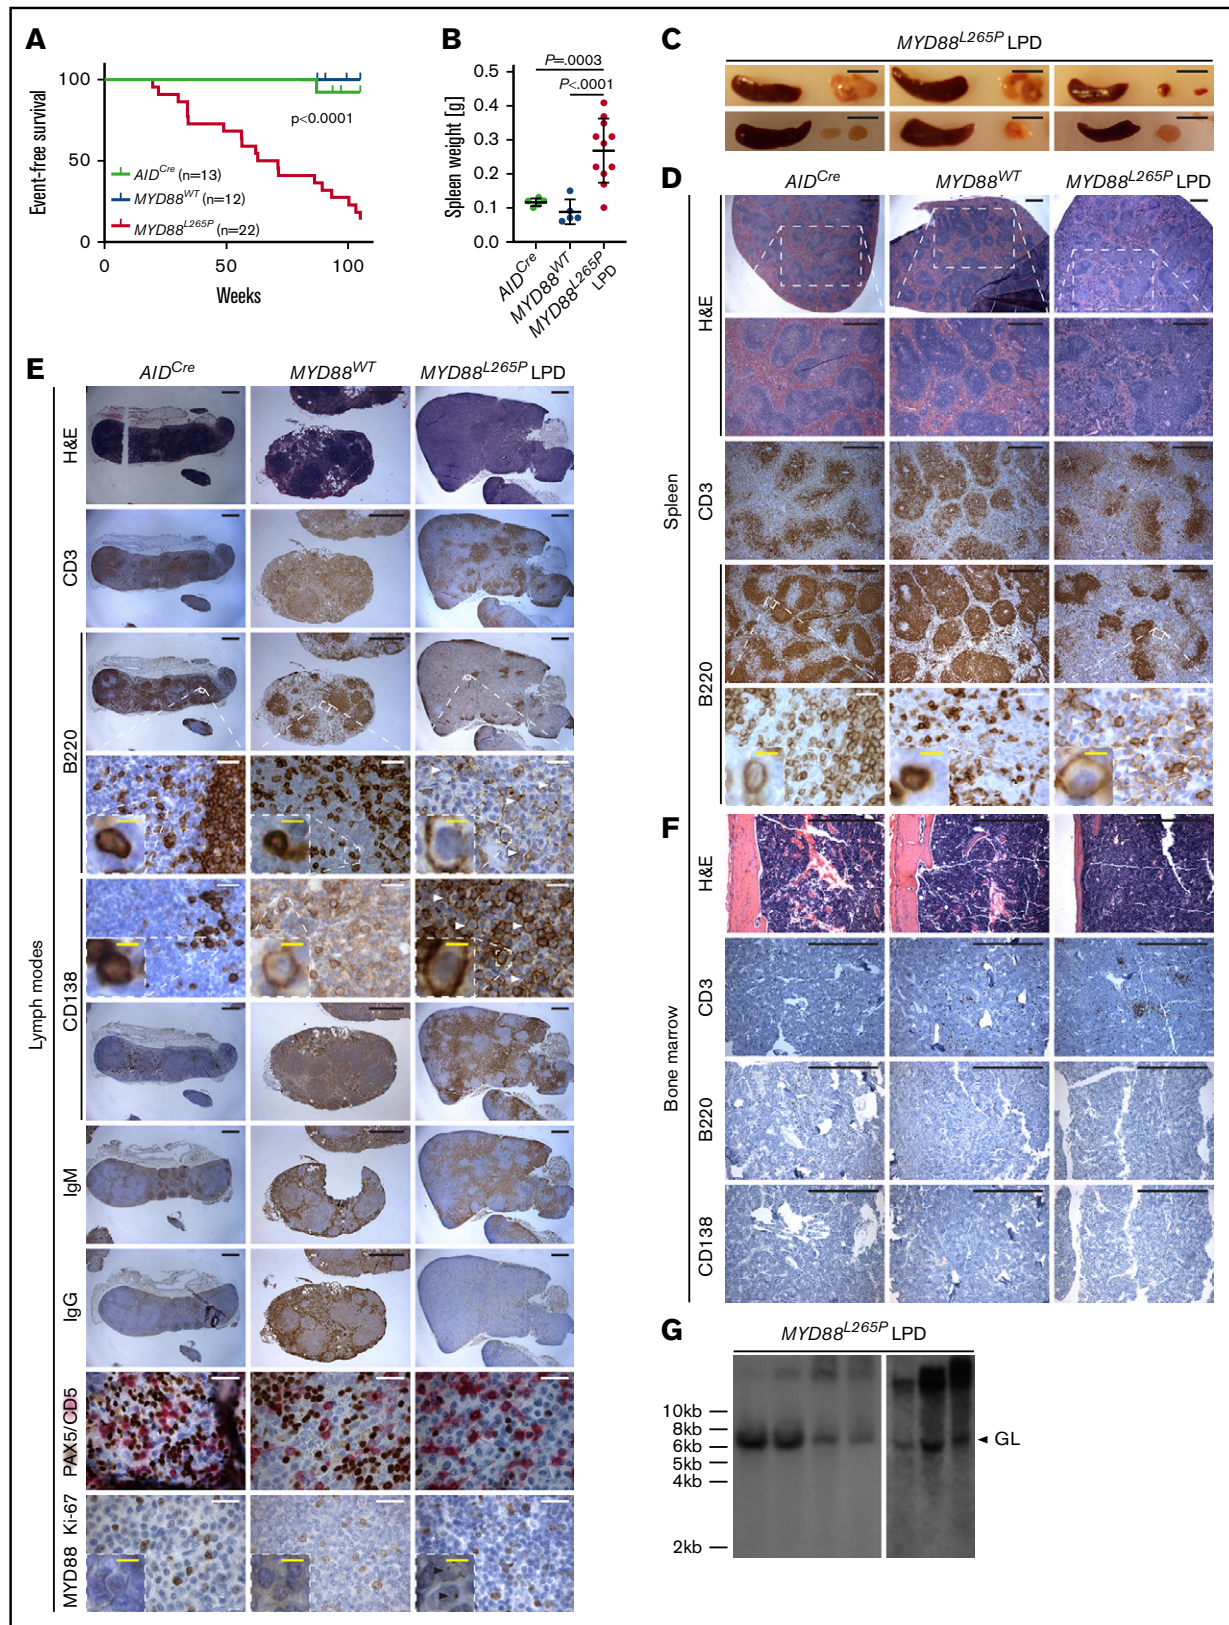 A
Event-free survival
100
50
0
p<0.0001
AID^Cre (n=13)
MYD88^WT (n=12)
MYD88^L265P (n=22)
0 50 100
Weeks
B
Spleen weight [g]
P=.0003
P<.0001
0.5
0.4
0.3
0.2
0.1
0.0
AID^Cre
MYD88^WT
MYD88^L265P
LPD
C
MYD88^L265P LPD
D
AID^Cre MYD88^WT MYD88^L265P LPD
Spleen
H&E
CD3
B220
E
AID^Cre MYD88^WT MYD88^L265P LPD
Lymph modes
H&E
CD3
B220
CD138
IgM
IgG
PAX5/CD5
Ki-67
MYD88
F
Bone marrow
H&E
CD3
B220
CD138
G
MYD88^L265P LPD
10kb
8kb
6kb
5kb
4kb
2kb
GL